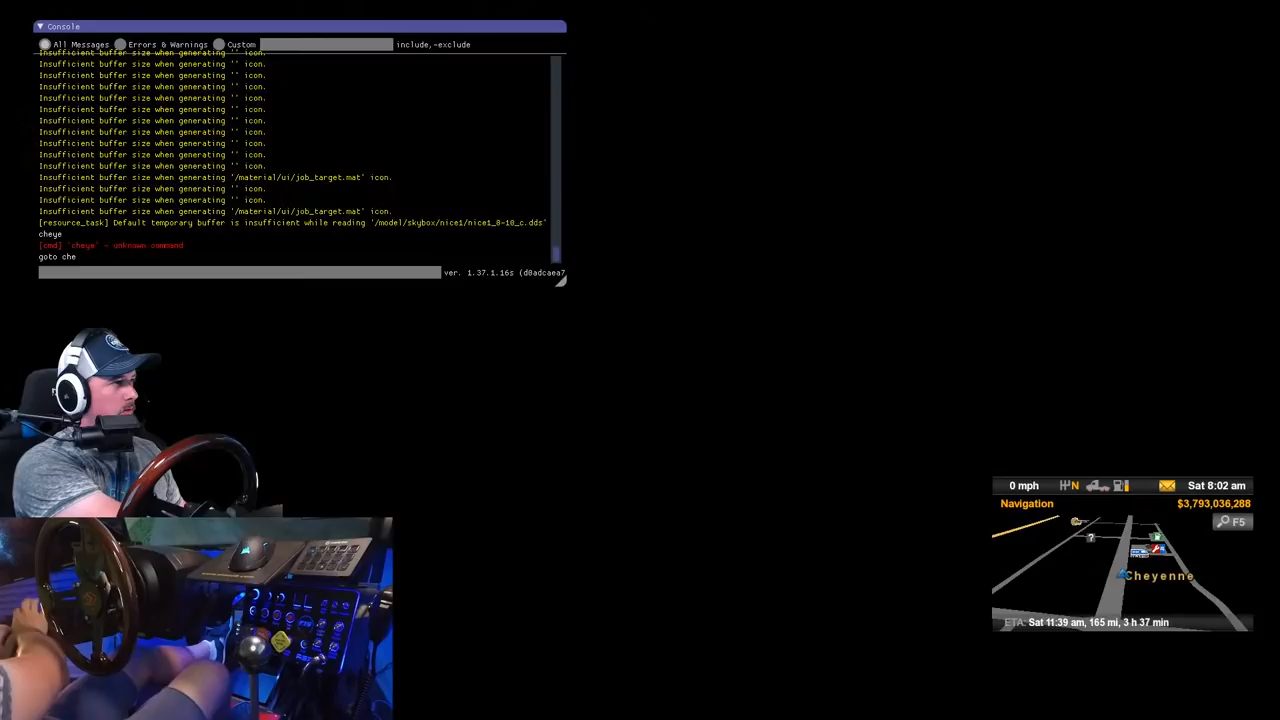 Console
All Messages Errors & Warnings Custom include,-exclude
Insufficient buffer size when generating '' icon.
Insufficient buffer size when generating '' icon.
Insufficient buffer size when generating '' icon.
Insufficient buffer size when generating '' icon.
Insufficient buffer size when generating '' icon.
Insufficient buffer size when generating '' icon.
Insufficient buffer size when generating '' icon.
Insufficient buffer size when generating '' icon.
Insufficient buffer size when generating '' icon.
Insufficient buffer size when generating '' icon.
Insufficient buffer size when generating '' icon.
Insufficient buffer size when generating '/material/ui/job_target.mat' icon.
Insufficient buffer size when generating '' icon.
Insufficient buffer size when generating '' icon.
Insufficient buffer size when generating '/material/ui/job_target.mat' icon.
[resource_task] Default temporary buffer is insufficient while reading '/model/skybox/nice1/nice1_8-18_c.dds'
cheye
[cmd] 'cheye' - unknown command
goto che
ver. 1.37.1.16s (d0adcaea7
0 mph N Sat 8:02 am
Navigation $3,793,036,288
F5
?
Cheyenne
ETA: Sat 11:39 am, 165 mi, 3 h 37 min